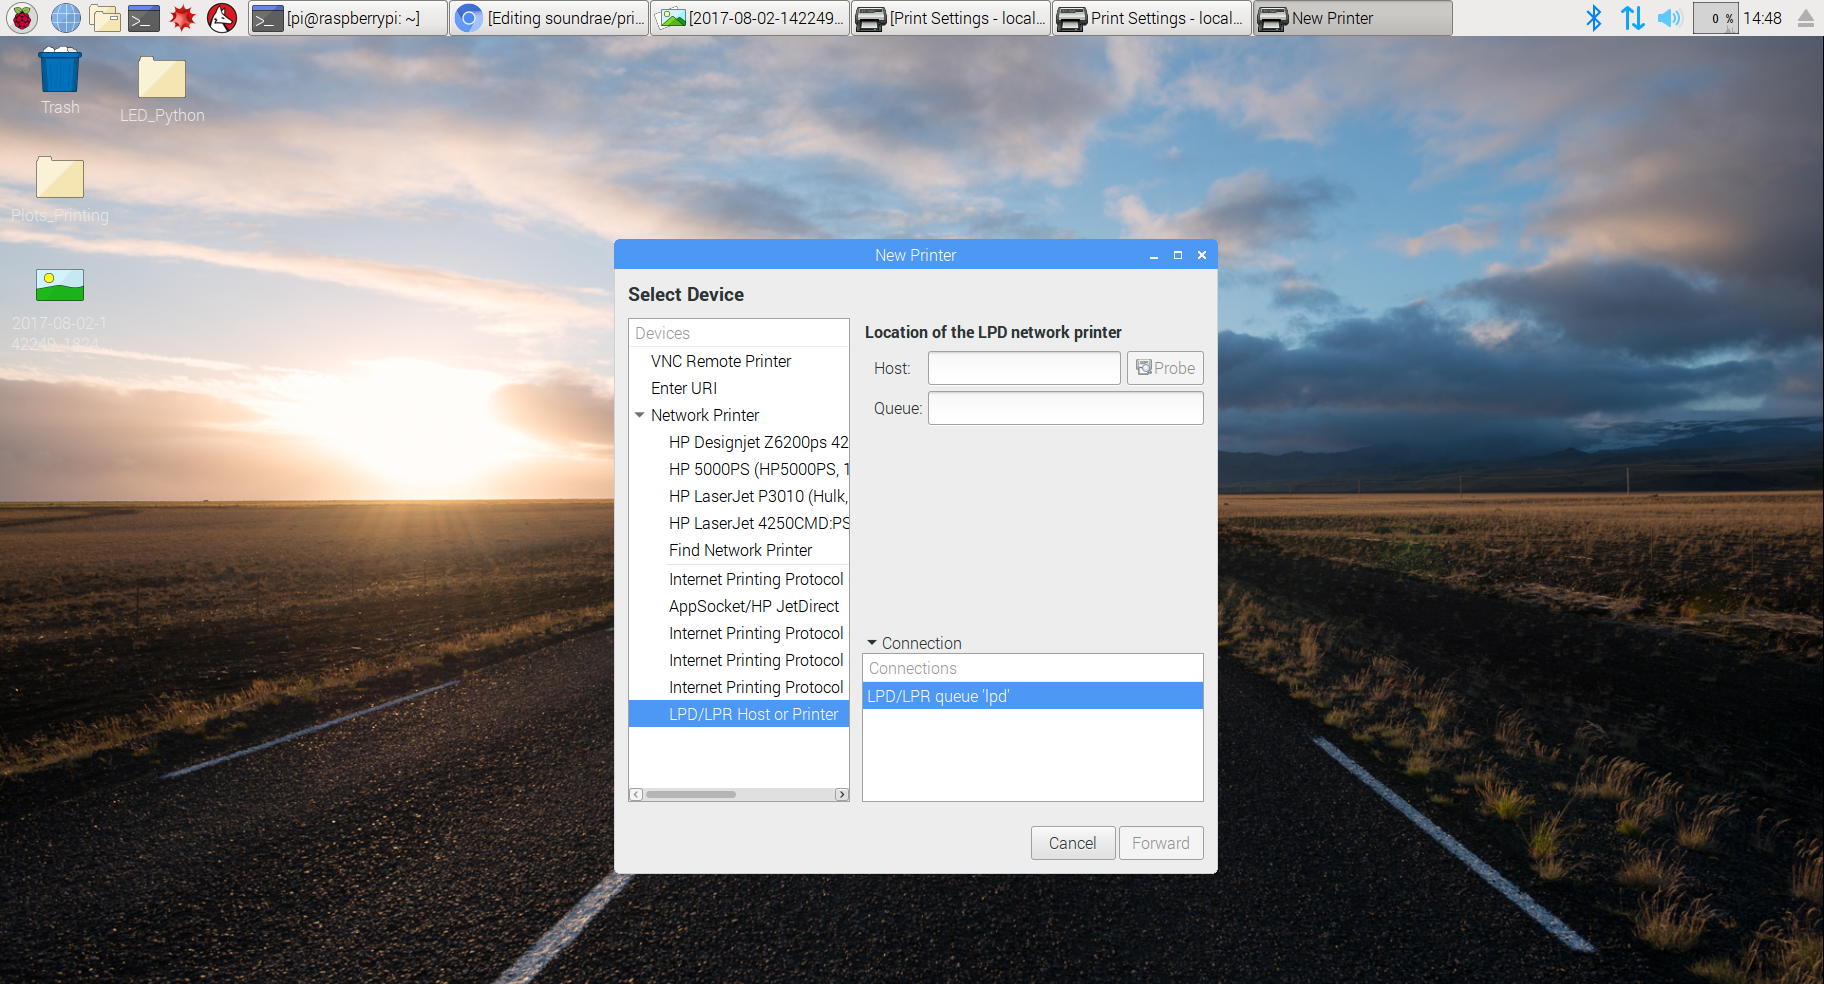 [pi@raspberrypi: ~]
[Editing soundrae/pri...
[2017-08-02-142249...
[Print Settings - local...
Print Settings - local...
New Printer
0 %
14:48
Trash
LED_Python
Plots_Printing
2017-08-02-1
42249_1824...
New Printer
Select Device
Devices
VNC Remote Printer
Enter URI
Network Printer
HP Designjet Z6200ps 42
HP 5000PS (HP5000PS, 1
HP LaserJet P3010 (Hulk,
HP LaserJet 4250CMD:PS
Find Network Printer
Internet Printing Protocol
AppSocket/HP JetDirect
Internet Printing Protocol
Internet Printing Protocol
Internet Printing Protocol
LPD/LPR Host or Printer
Location of the LPD network printer
Host:
Probe
Queue:
Connection
Connections
LPD/LPR queue 'lpd'
Cancel
Forward